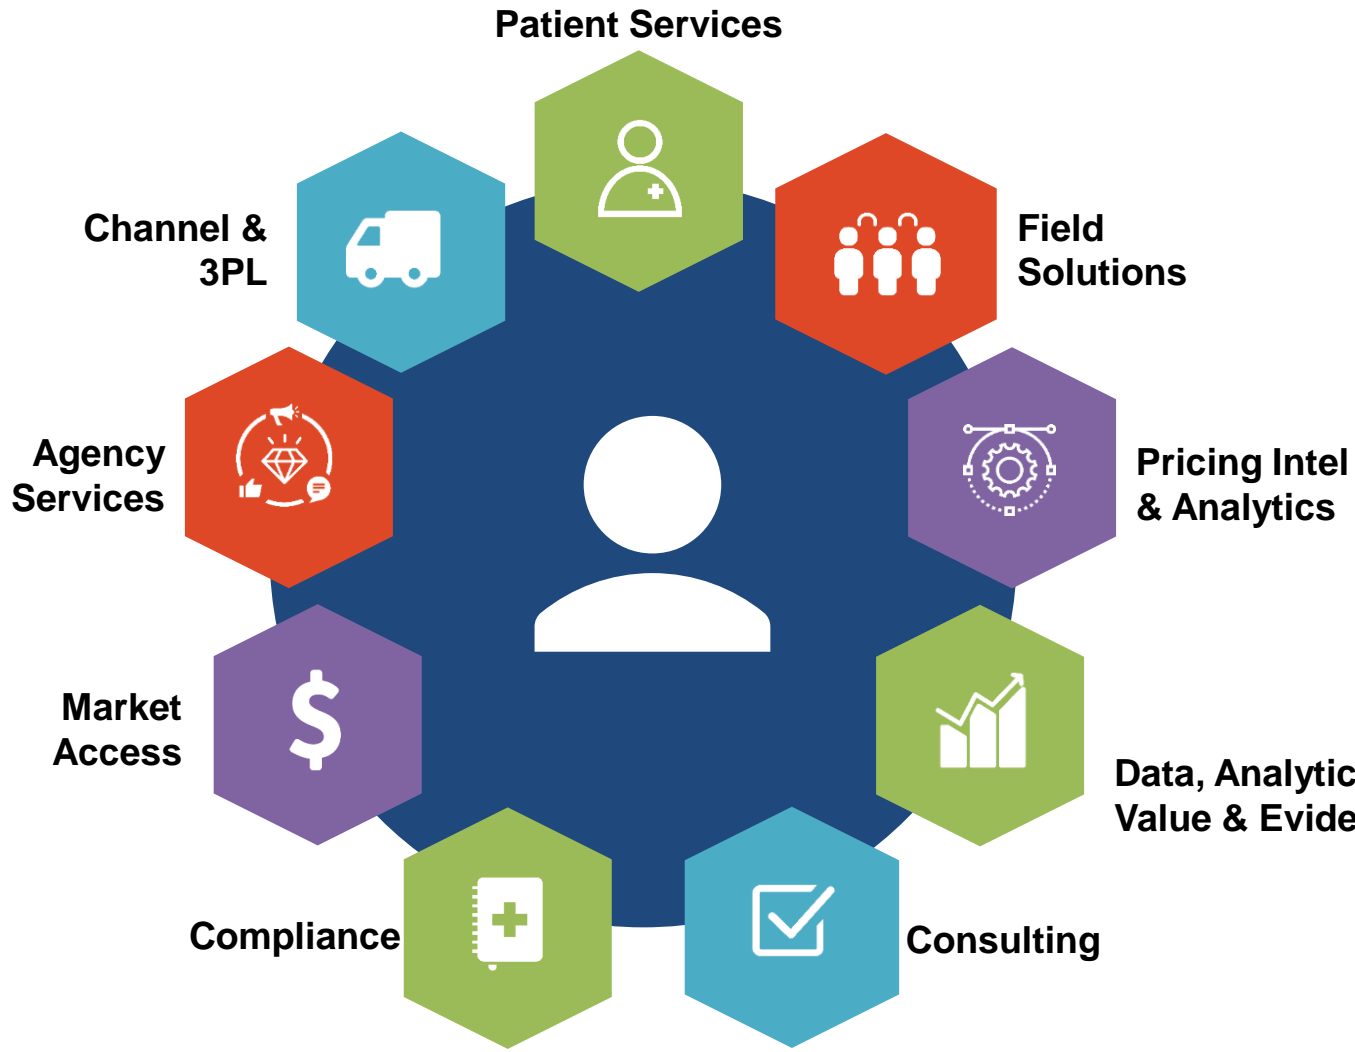 Patient Services
Field
Solutions
Pricing Intel
& Analytics
Data, Analytic
Value & Evide
Consulting
Compliance
Market
Access
Agency
Services
Channel &
3PL